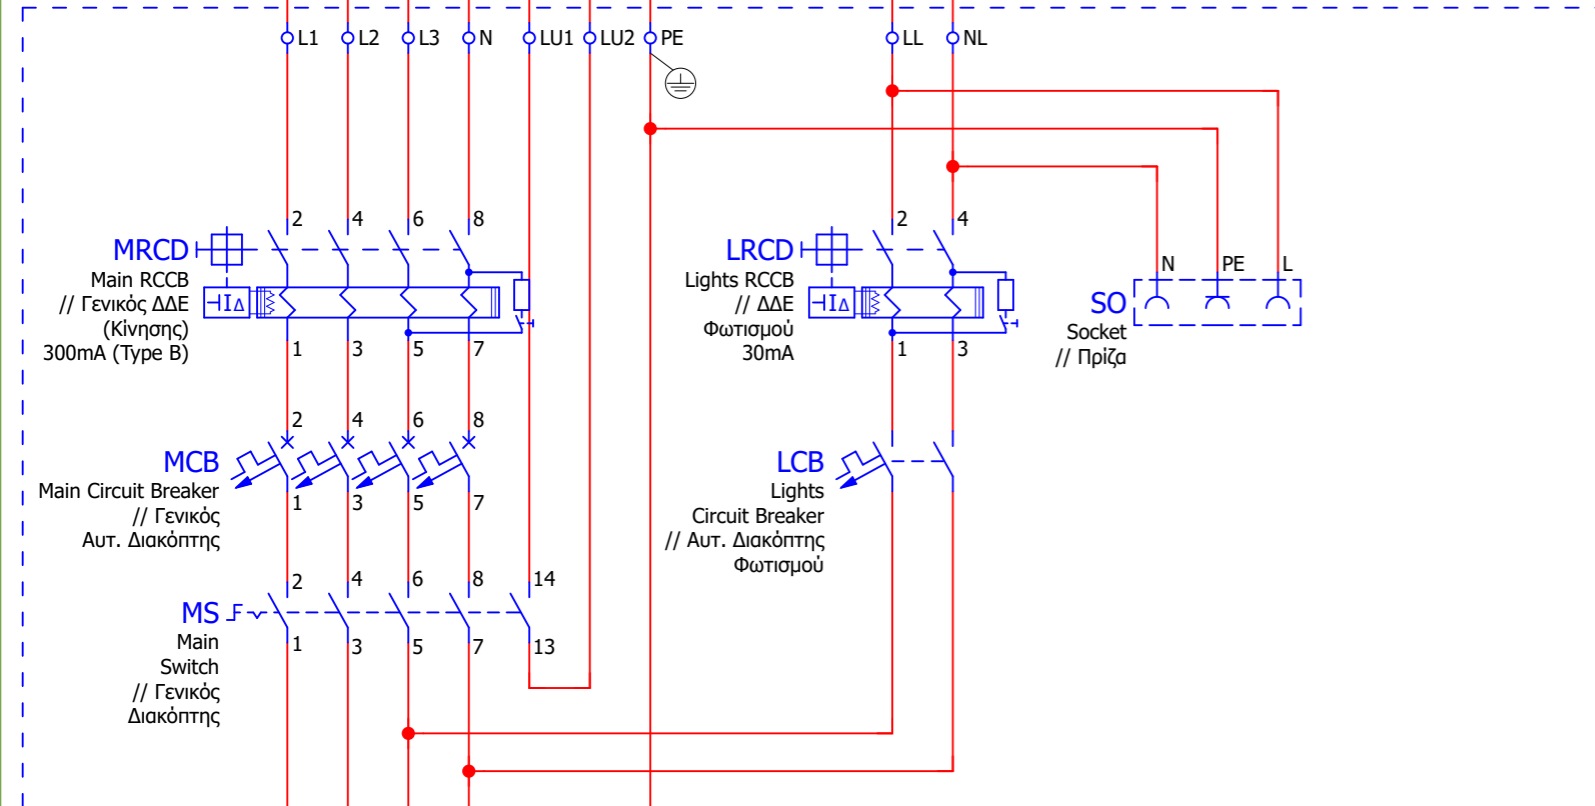 L1 L2 L3 N LU1 LU2 PE LL NL
2 4 6 8
MRCD
Main RCCB
// Γενικός ΔΔΕ
(Κίνησης)
300mA (Type B)
IΔ
1 3 5 7
2 4
LRCD
Lights RCCB
// ΔΔΕ
Φωτισμού
30mA
IΔ
1 3
N PE L
SO
Socket
// Πρίζα
2 4 6 8
MCB
Main Circuit Breaker
// Γενικός
Αυτ. Διακόπτης
1 3 5 7
LCB
Lights
Circuit Breaker
// Αυτ. Διακόπτης
Φωτισμού
2 4 6 8 14
MS
Main
Switch
// Γενικός
Διακόπτης
1 3 5 7 13